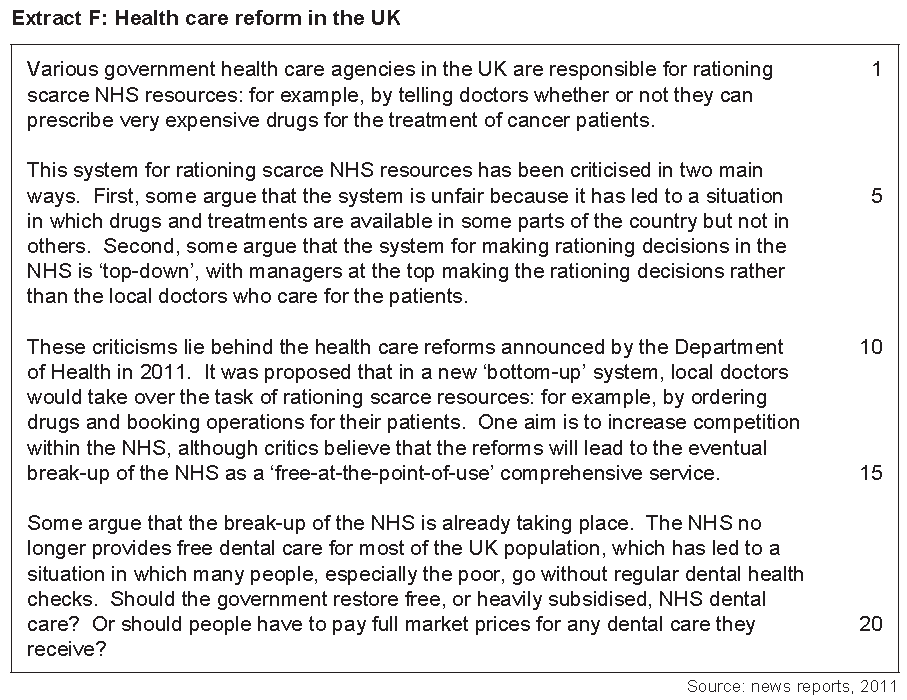 Extract F: Health care reform in the UK
Various government health care agencies in the UK are responsible for rationing 1
scarce NHS resources: for example, by telling doctors whether or not they can
prescribe very expensive drugs for the treatment of cancer patients.
This system for rationing scarce NHS resources has been criticised in two main
ways. First, some argue that the system is unfair because it has led to a situation 5
in which drugs and treatments are available in some parts of the country but not in
others. Second, some argue that the system for making rationing decisions in the
NHS is ‘top-down’, with managers at the top making the rationing decisions rather
than the local doctors who care for the patients.
These criticisms lie behind the health care reforms announced by the Department 10
of Health in 2011. It was proposed that in a new ‘bottom-up’ system, local doctors
would take over the task of rationing scarce resources: for example, by ordering
drugs and booking operations for their patients. One aim is to increase competition
within the NHS, although critics believe that the reforms will lead to the eventual
break-up of the NHS as a ‘free-at-the-point-of-use’ comprehensive service. 15
Some argue that the break-up of the NHS is already taking place. The NHS no
longer provides free dental care for most of the UK population, which has led to a
situation in which many people, especially the poor, go without regular dental health
checks. Should the government restore free, or heavily subsidised, NHS dental
care? Or should people have to pay full market prices for any dental care they 20
receive?
Source: news reports, 2011